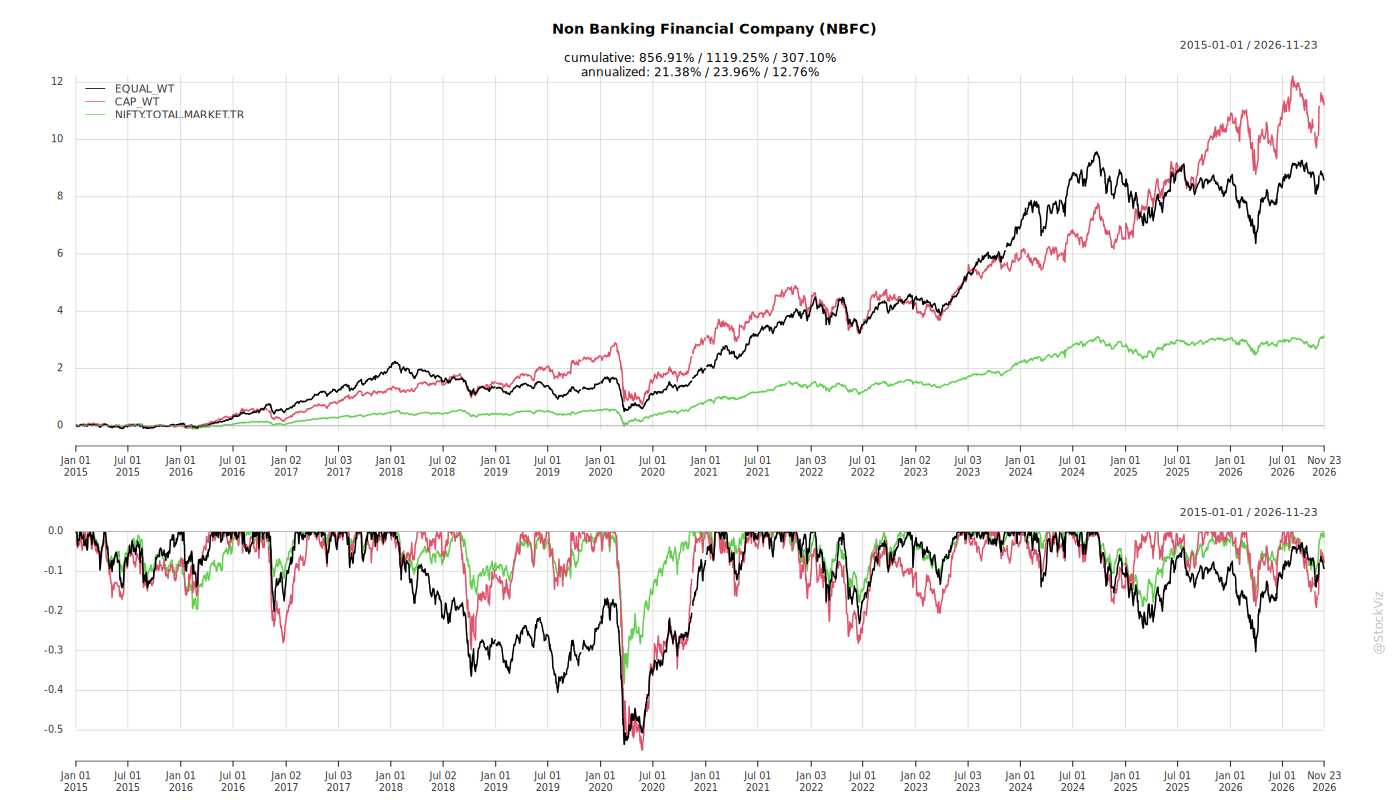 Non Banking Financial Company (NBFC)
2015-01-01 / 2026-11-23
cumulative: 856.91% / 1119.25% / 307.10%
annualized: 21.38% / 23.96% / 12.76%
EQUAL_WT
CAP_WT
NIFTY.TOTAL.MARKET.TR
12
10
8
6
4
2
0
Jan 01 Jul 01 Jan 01 Jul 01 Jan 02 Jul 03 Jan 01 Jul 02 Jan 01 Jul 01 Jan 01 Jul 01 Jan 01 Jul 01 Jan 03 Jul 01 Jan 02 Jul 03 Jan 01 Jul 01 Jan 01 Jul 01 Jan 01 Jul 01 Nov 23
2015 2015 2016 2016 2017 2017 2018 2018 2019 2019 2020 2020 2021 2021 2022 2022 2023 2023 2024 2024 2025 2025 2026 2026 2026
2015-01-01 / 2026-11-23
0.0
-0.1
-0.2
-0.3
-0.4
-0.5
Jan 01 Jul 01 Jan 01 Jul 01 Jan 02 Jul 03 Jan 01 Jul 02 Jan 01 Jul 01 Jan 01 Jul 01 Jan 01 Jul 01 Jan 03 Jul 01 Jan 02 Jul 03 Jan 01 Jul 01 Jan 01 Jul 01 Jan 01 Jul 01 Nov 23
2015 2015 2016 2016 2017 2017 2018 2018 2019 2019 2020 2020 2021 2021 2022 2022 2023 2023 2024 2024 2025 2025 2026 2026 2026
@StockViz